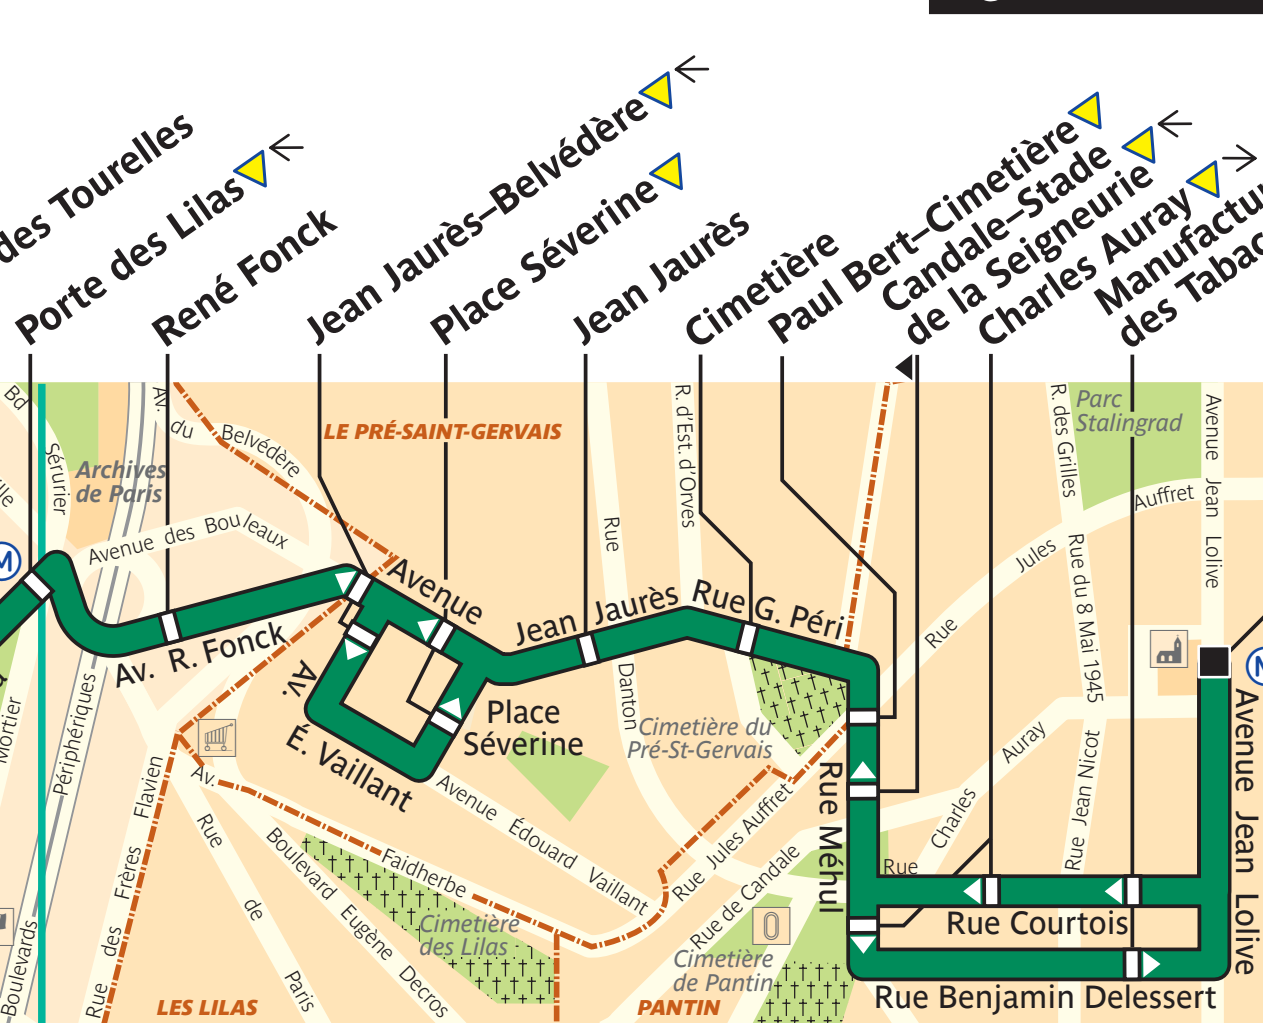 des Tourelles
Porte des Lilas
René Fonck
Jean Jaurès–Belvédère
Place Séverine
Jean Jaurès
Cimetière
Paul Bert–Cimetière
Candale–Stade
de la Seigneurie
Charles Auray
Manufactu
des Tabac
Bd
Sérurier
Av. du Belvédère
LE PRÉ-SAINT-GERVAIS
R. d'Est. d'Orves
R. des Grilles
Parc
Stalingrad
Avenue Jean Lolive
Auffret
Archives
de Paris
Avenue des Bouleaux
Rue
Danton
Jules
Rue
Rue du 8 Mai 1945
M
Avenue
Jean Jaurès
Rue G. Péri
Av. R. Fonck
Av.
É. Vaillant
Place
Séverine
Cimetière du
Pré-St-Gervais
M
Mortier
Périphériques
Av.
Faidherbe
Avenue Édouard Vaillant
Rue Jules Auffret
Rue Méhul
Rue
Charles
Auray
Rue Jean Nicot
Avenue Jean Lolive
Rue des Frères Flavien
Rue de Paris
Boulevard Eugène Decros
Cimetière
des Lilas
Rue de Candale
Cimetière
de Pantin
Rue Courtois
Rue Benjamin Delessert
Boulevards
LES LILAS
PANTIN